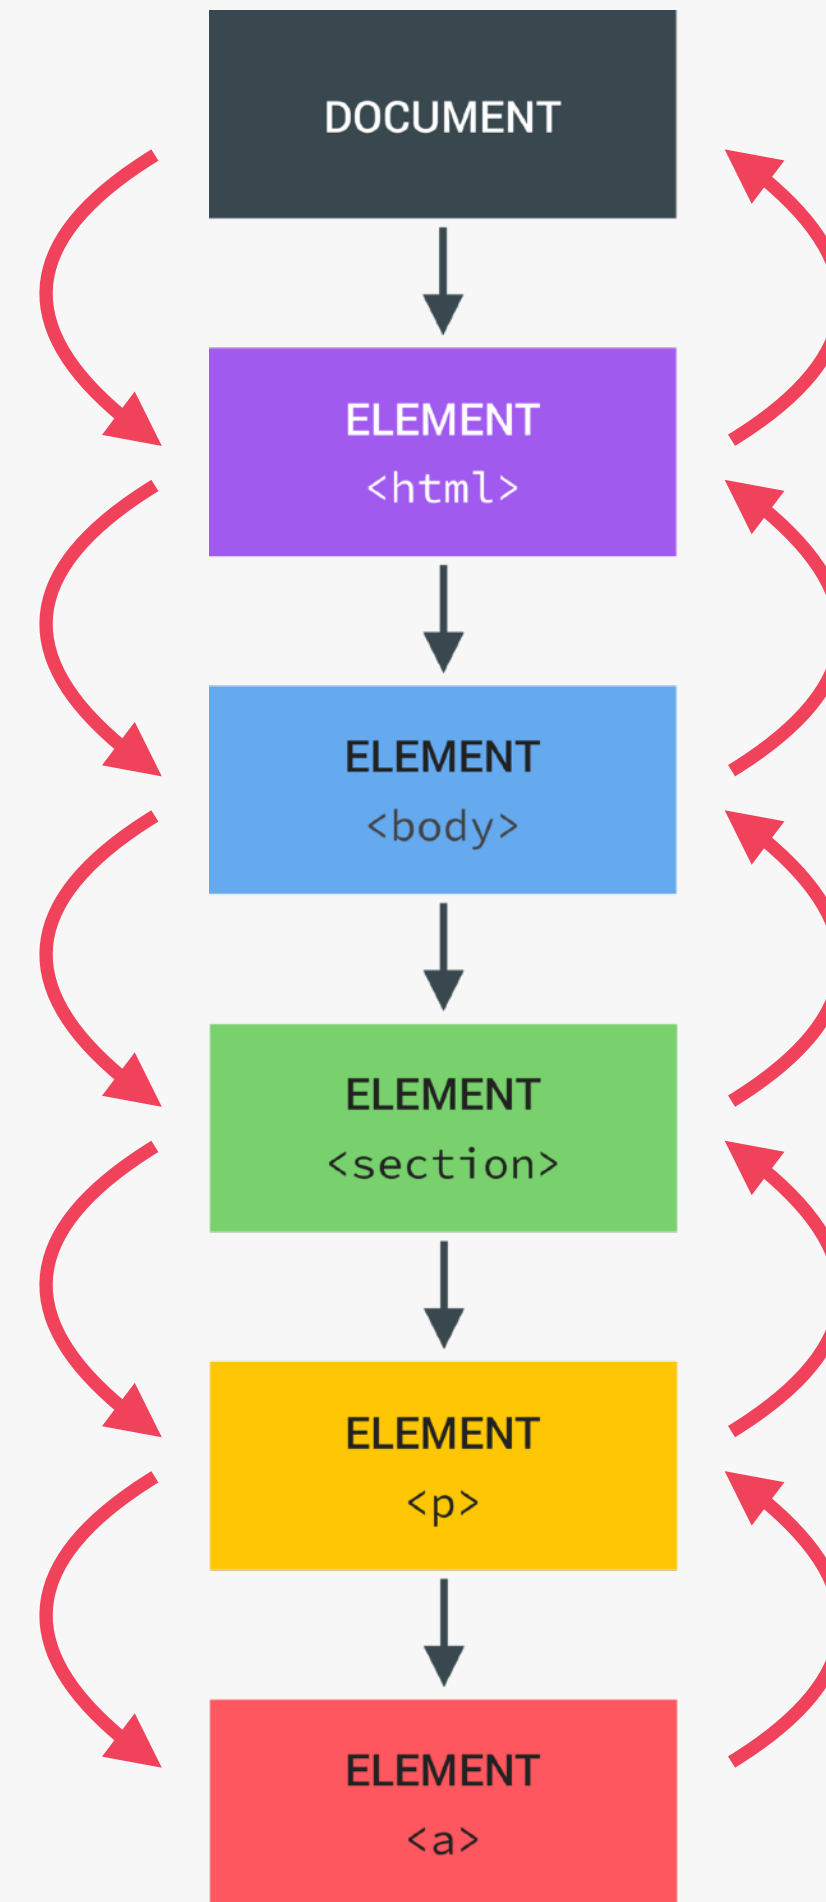 DOCUMENT
ELEMENT
<html>
ELEMENT
<body>
ELEMENT
<section>
ELEMENT
<p>
ELEMENT
<a>